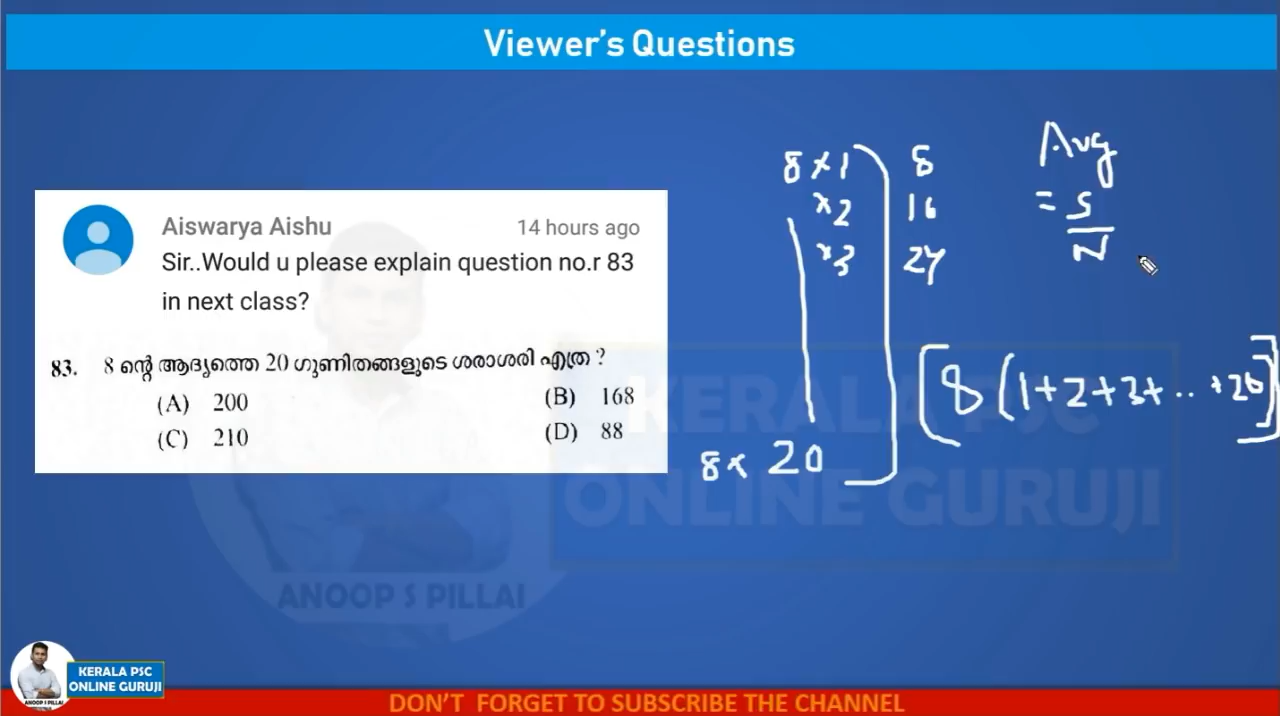 Viewer's Questions
Aiswarya Aishu 14 hours ago
Sir..Would u please explain question no.r 83
in next class?
83. 8 ന്റെ ആദ്യത്തെ 20 ഗുണിതങ്ങളുടെ ശരാശരി എത്ര ?
(A) 200 (B) 168
(C) 210 (D) 88
8 × 1 8
×2 16
×3 24
8 × 20
Avg
= S
N
[8 (1+2+3+ .. +20)]
KERALA PSC
ONLINE GURUJI
ANOOP S PILLAI
KERALA PSC
ONLINE GURUJI
ANOOP S PILLAI
DON'T FORGET TO SUBSCRIBE THE CHANNEL